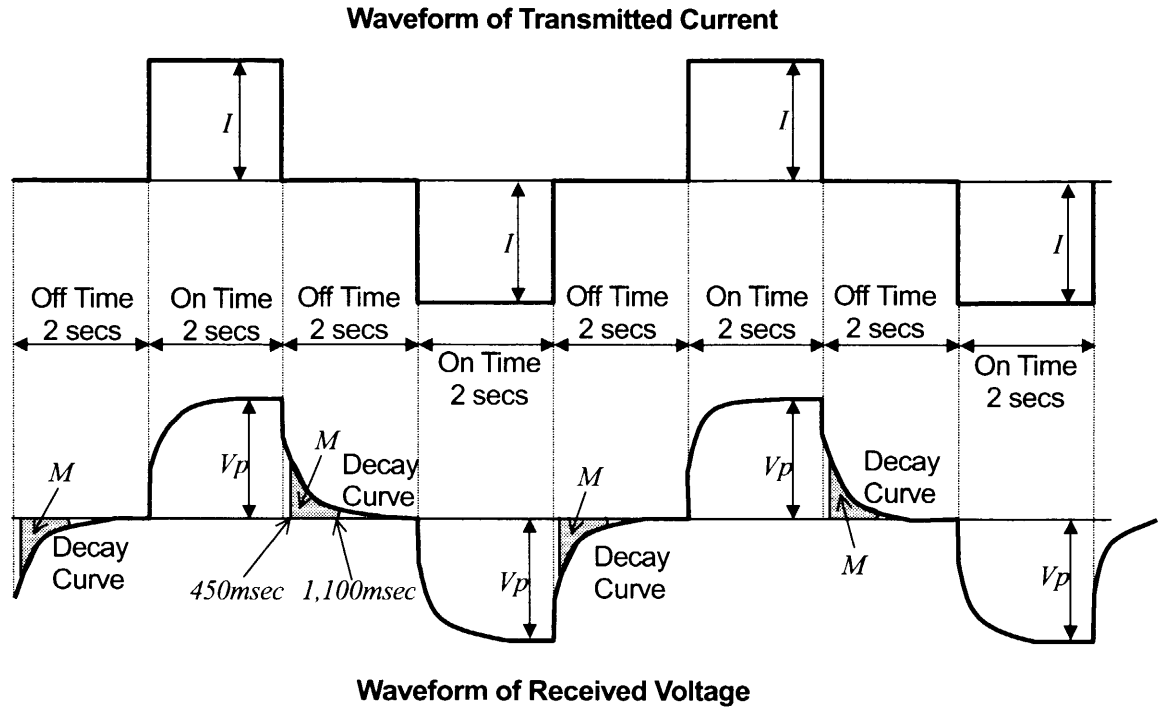 Waveform of Transmitted Current
I
I
I
I
Off Time
2 secs
On Time
2 secs
Off Time
2 secs
On Time
2 secs
Off Time
2 secs
On Time
2 secs
Off Time
2 secs
On Time
2 secs
M
Decay
Curve
Vp
M
Decay
Curve
450msec
1,100msec
Vp
M
Decay
Curve
Vp
Decay
Curve
M
Vp
Waveform of Received Voltage